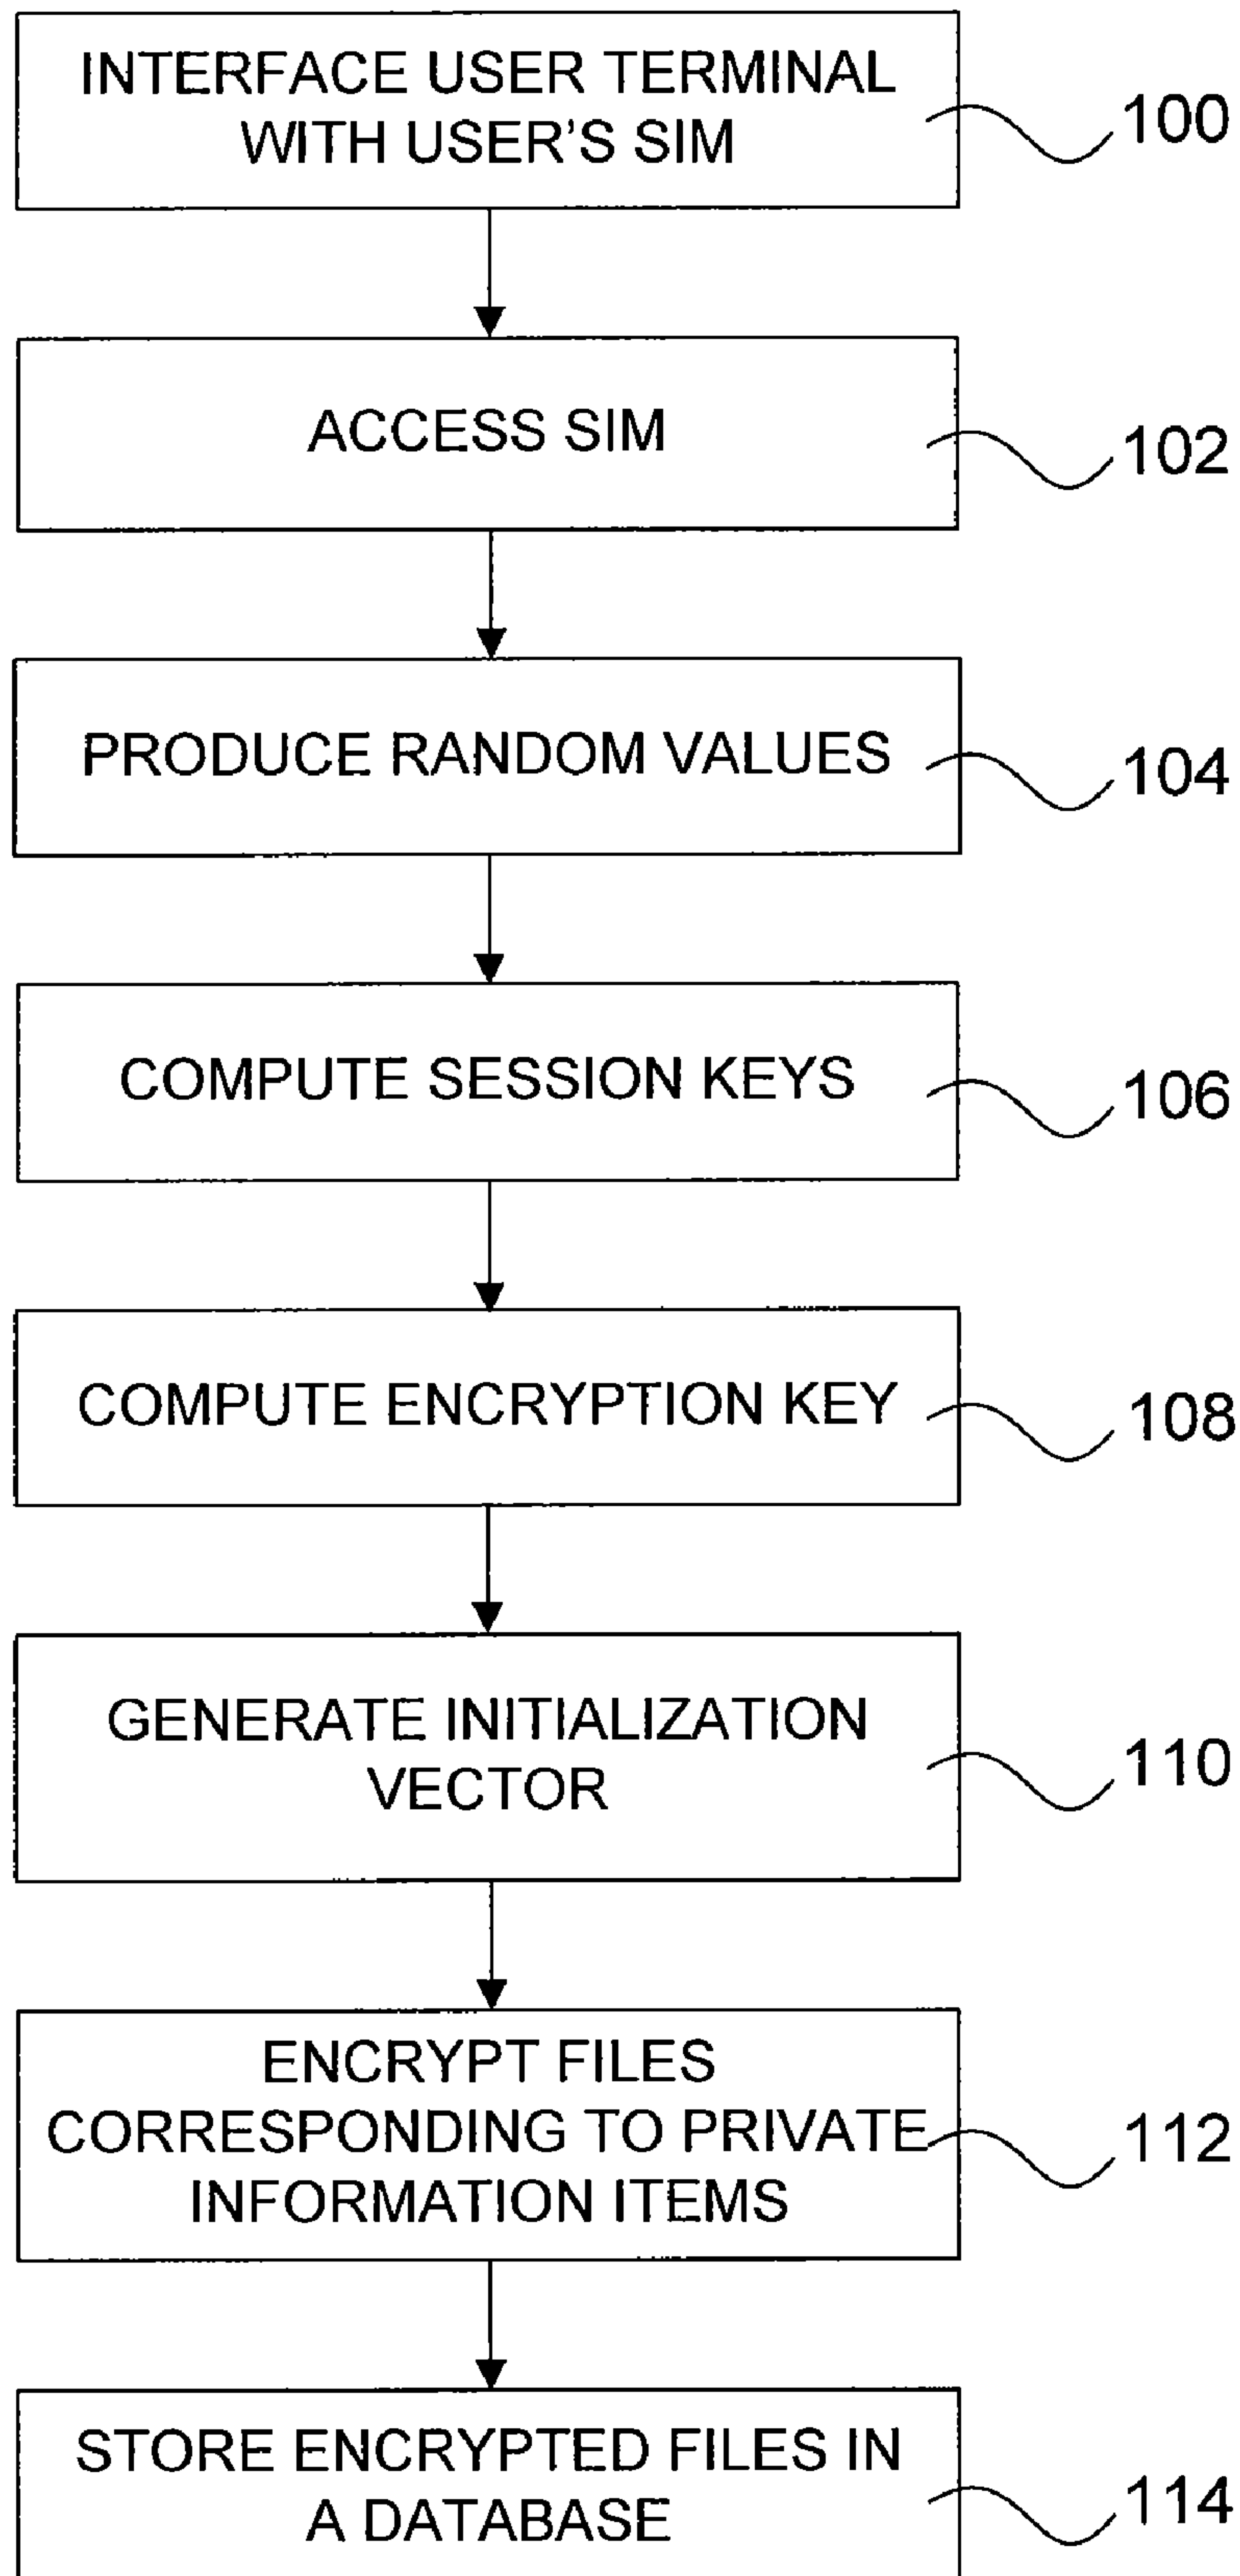 INTERFACE USER TERMINAL
WITH USER'S SIM
100
ACCESS SIM
102
PRODUCE RANDOM VALUES
104
COMPUTE SESSION KEYS
106
COMPUTE ENCRYPTION KEY
108
GENERATE INITIALIZATION
VECTOR
110
ENCRYPT FILES
CORRESPONDING TO PRIVATE
INFORMATION ITEMS
112
STORE ENCRYPTED FILES IN
A DATABASE
114